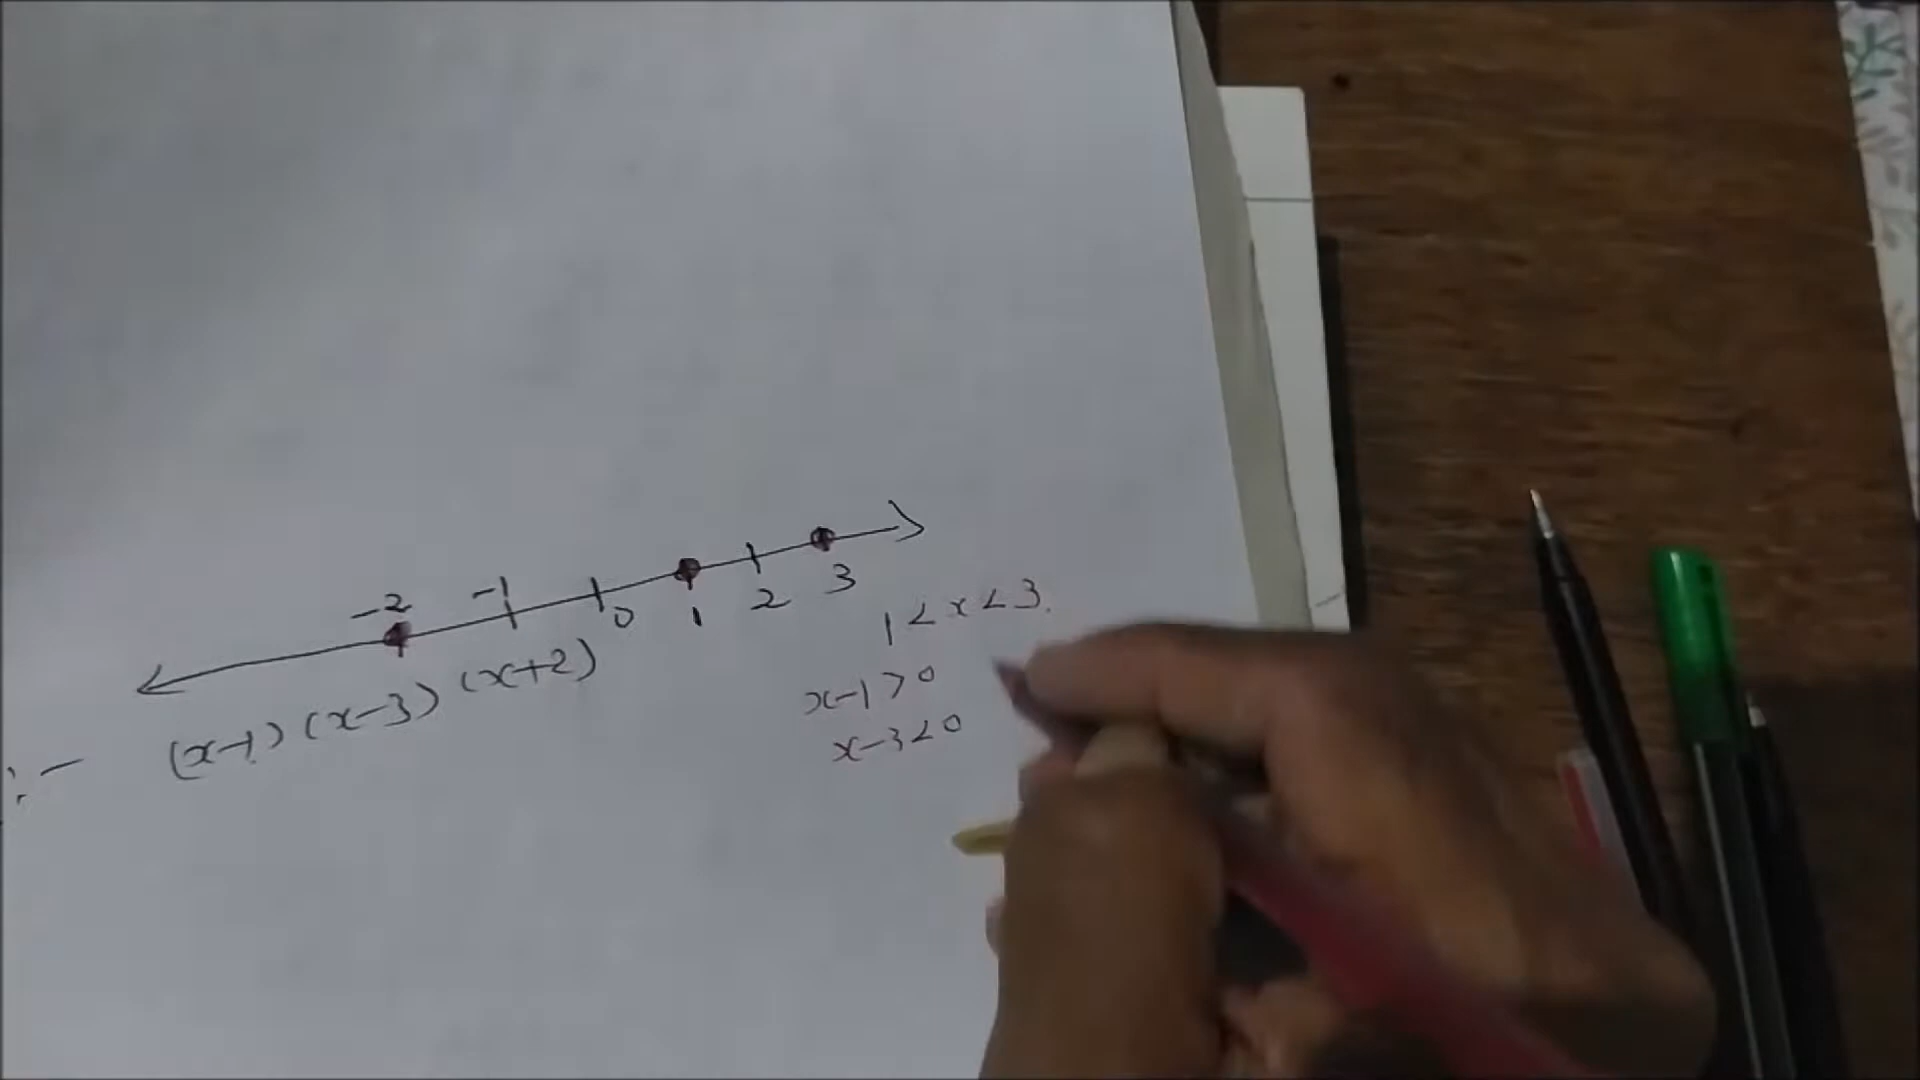 -2 -1 0 1 2 3
1 < x < 3.
:- (x-1) (x-3) (x+2)
x-1 > 0
x-3 < 0